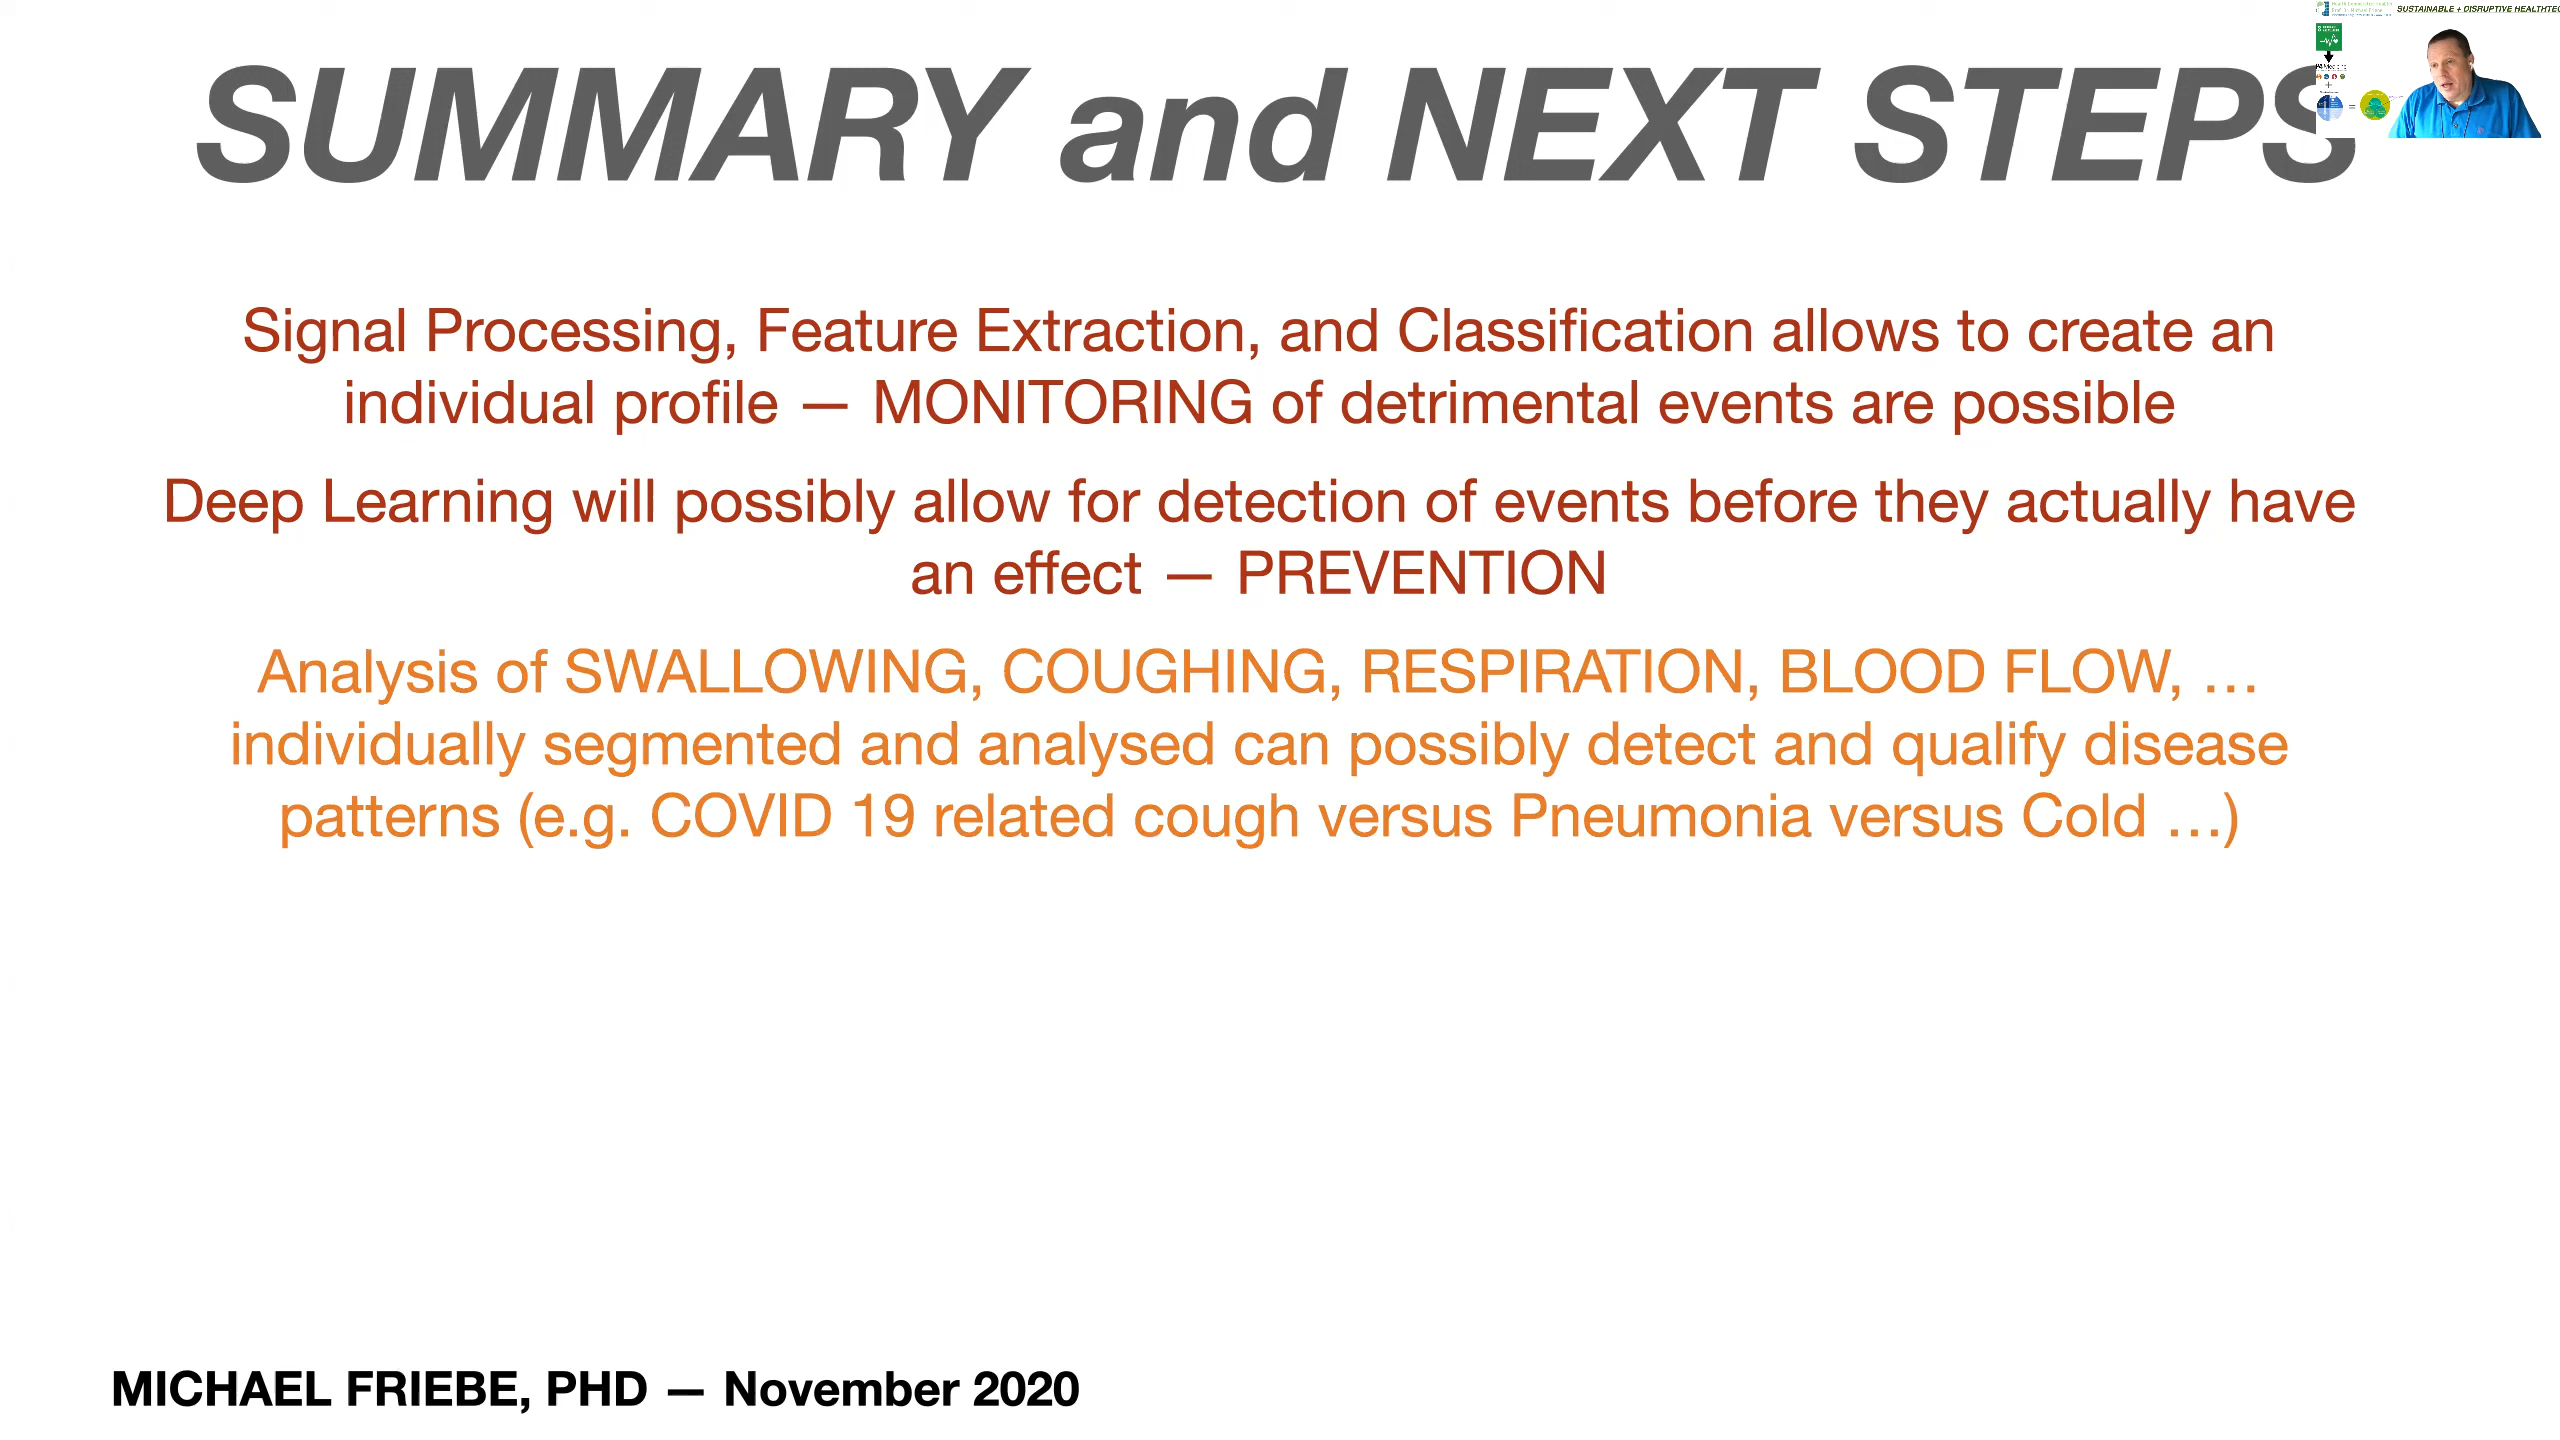 SUSTAINABLE + DISRUPTIVE HEALTHTEC
SUMMARY and NEXT STEPS
Signal Processing, Feature Extraction, and Classification allows to create an
individual profile — MONITORING of detrimental events are possible
Deep Learning will possibly allow for detection of events before they actually have
an effect — PREVENTION
Analysis of SWALLOWING, COUGHING, RESPIRATION, BLOOD FLOW, ...
individually segmented and analysed can possibly detect and qualify disease
patterns (e.g. COVID 19 related cough versus Pneumonia versus Cold ...)
MICHAEL FRIEBE, PHD — November 2020